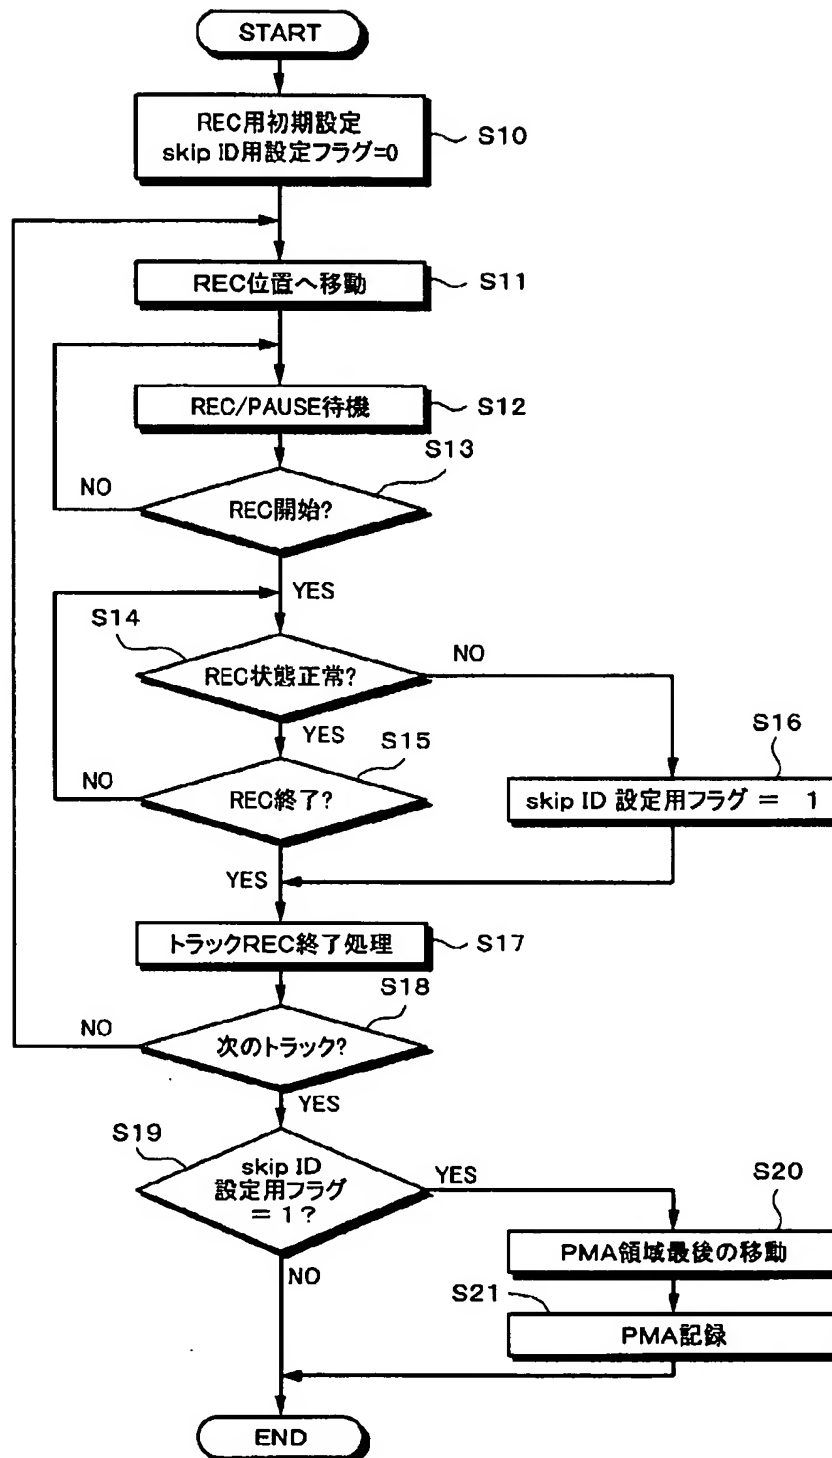 START
REC用初期設定
skip ID用設定フラグ=0
S10
REC位置へ移動
S11
REC/PAUSE待機
S12
S13
NO
REC開始?
YES
S14
NO
REC状態正常?
YES
S15
S16
NO
REC終了?
skip ID 設定用フラグ = 1
YES
トラックREC終了処理
S17
S18
NO
次のトラック?
YES
S19
skip ID
設定用フラグ
= 1?
YES
S20
PMA領域最後の移動
NO
S21
PMA記録
END